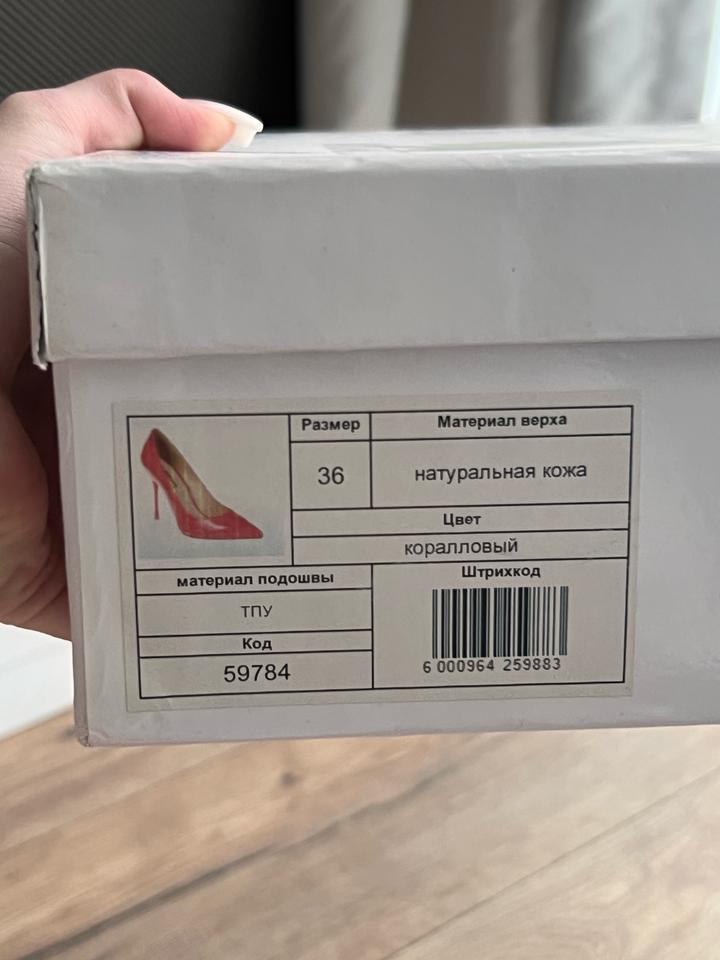 Размер
Материал верха
36
натуральная кожа
Цвет
коралловый
материал подошвы
ТПУ
Код
59784
Штрихкод
6 000964 259883